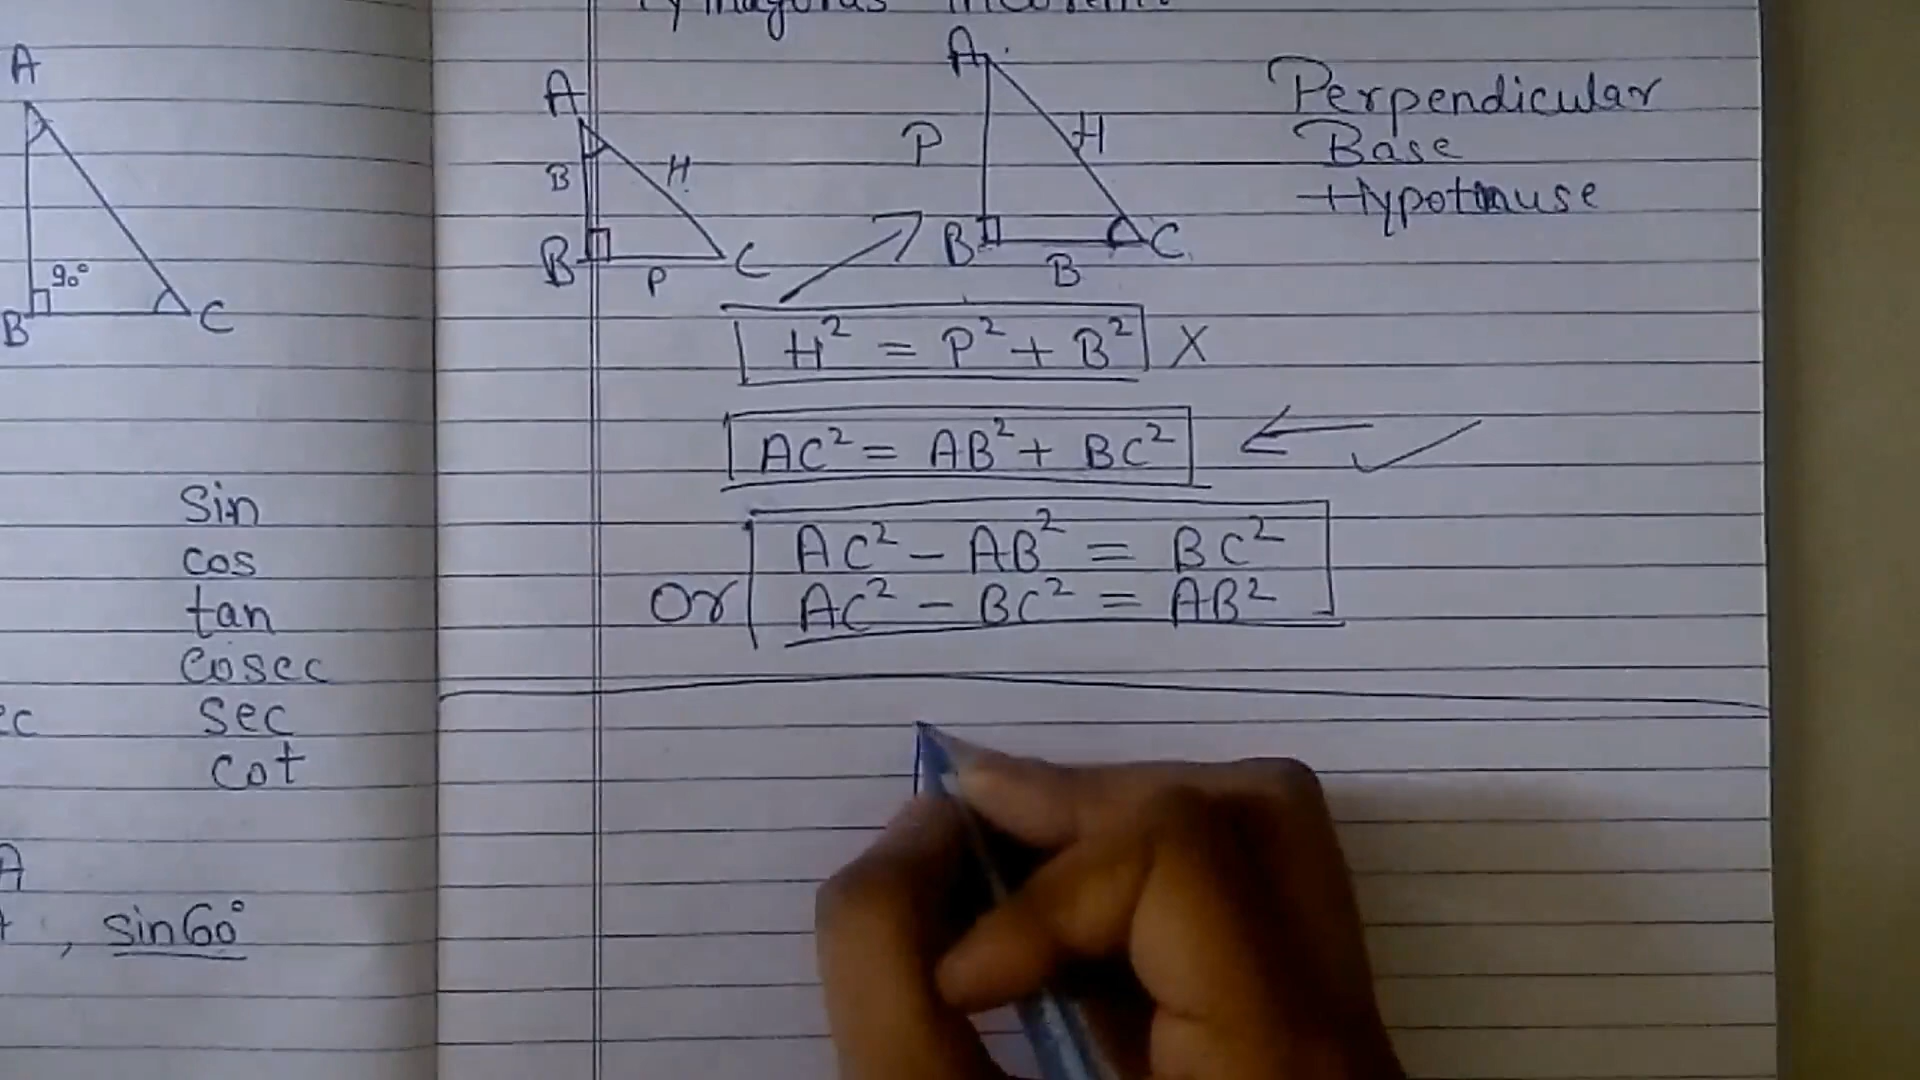 A
90°
B
C
sin
cos
tan
cosec
sec
cot
A
, sin60°
A
B
H
B
P
C
A
P
H
B
B
C
Perpendicular
Base
H² = P² + B² X
AC² = AB² + BC²
AC² - AB² = BC²
Or AC² - BC² = AB²